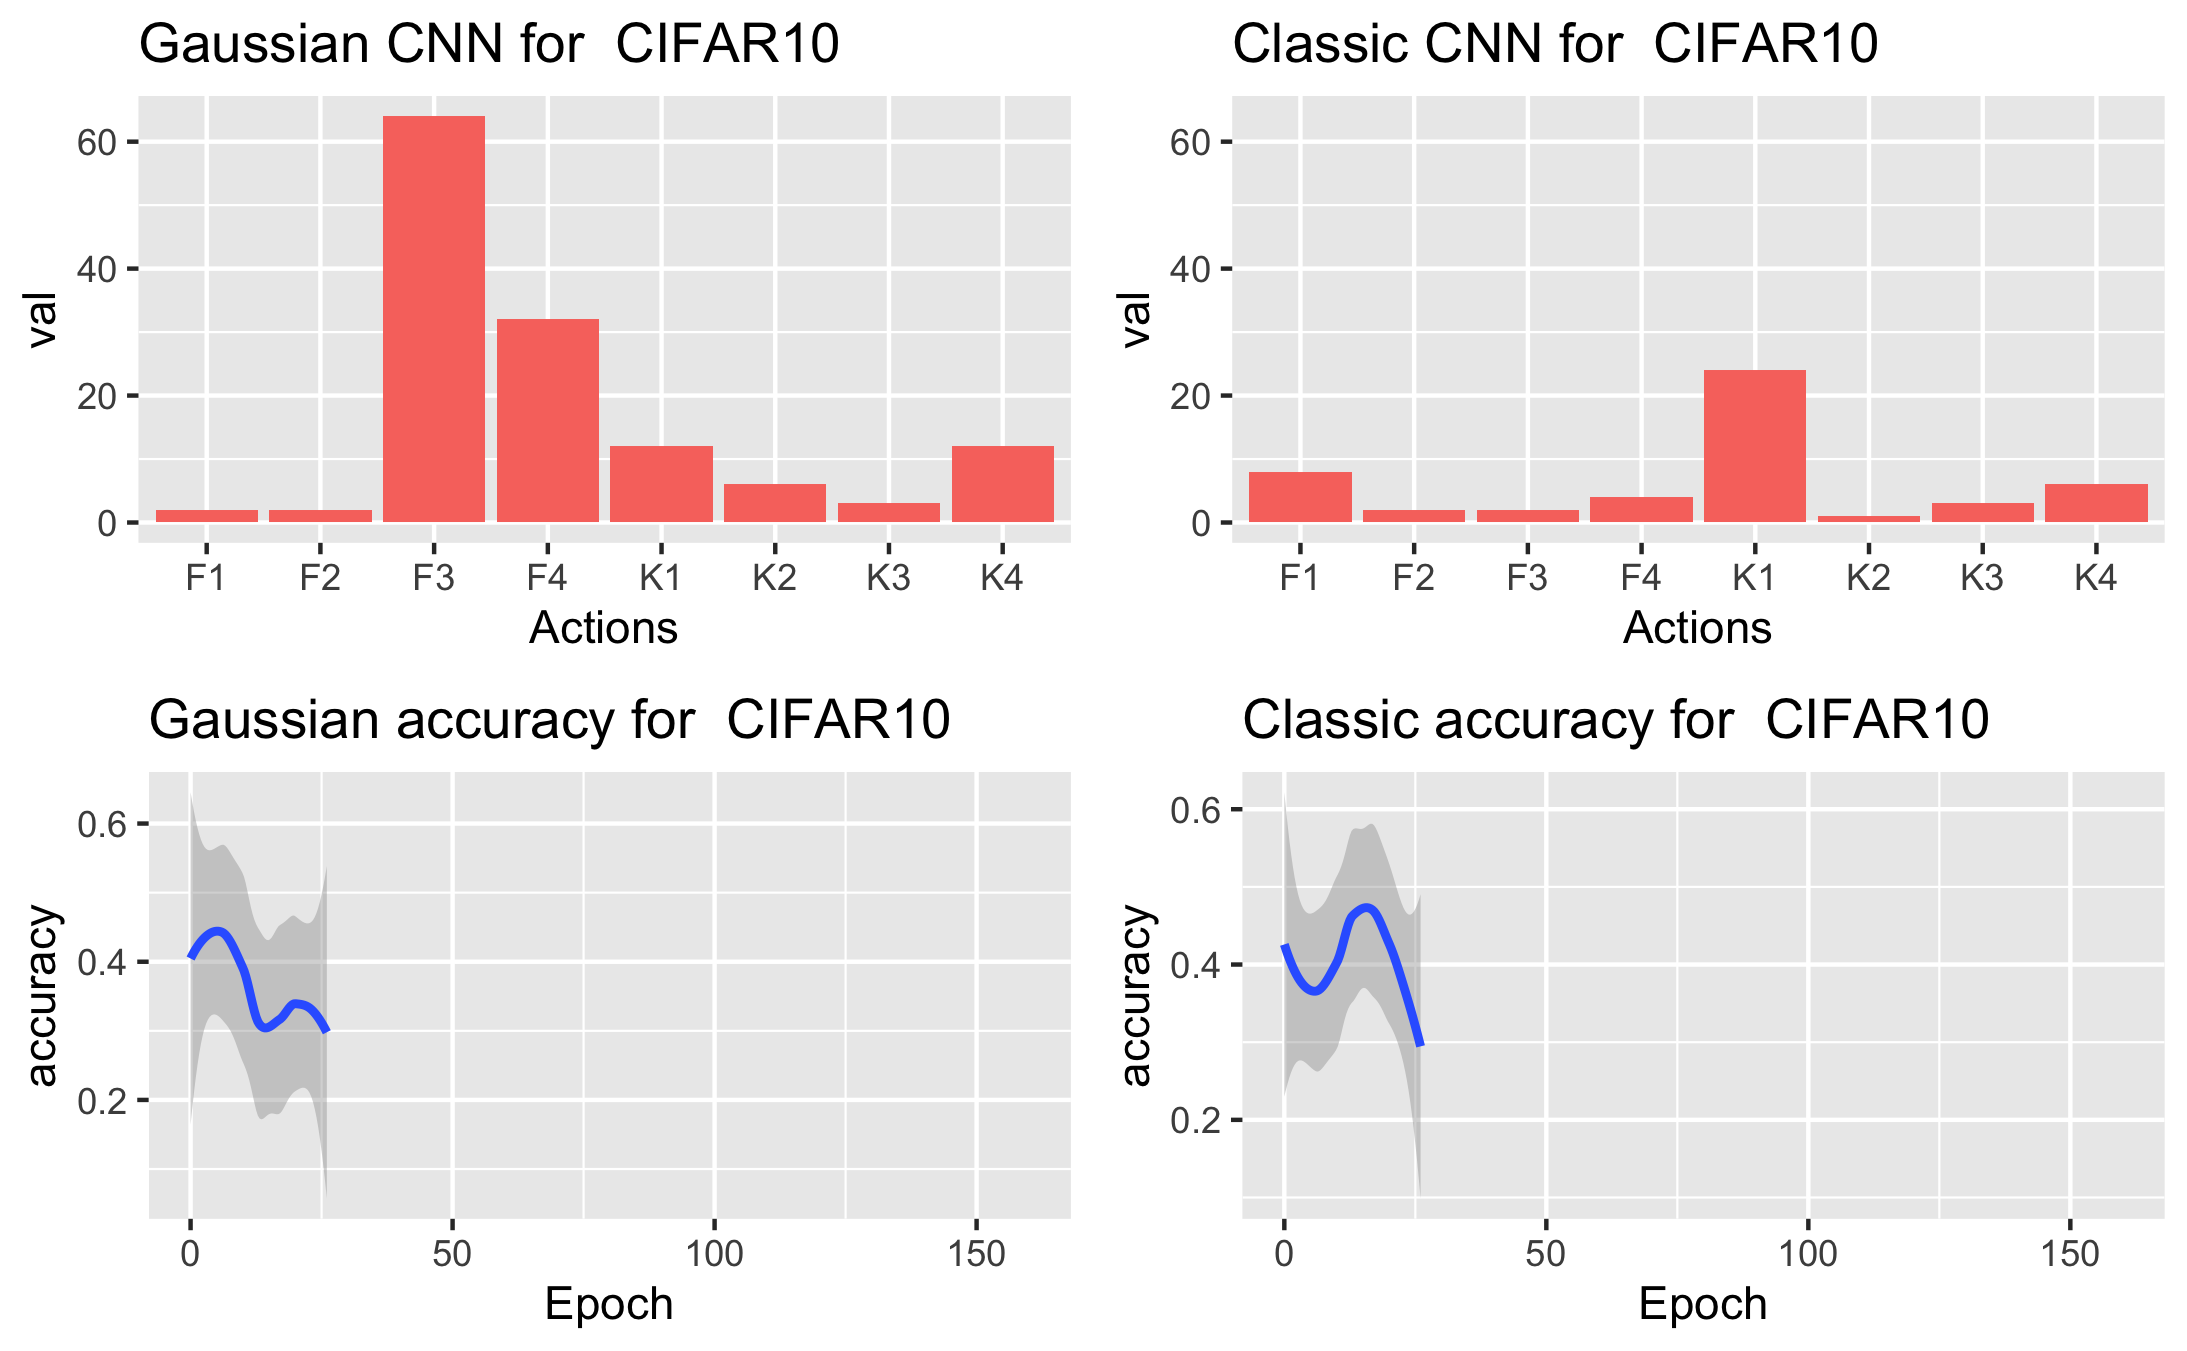 Gaussian CNN for  CIFAR10
val
60
40
20
0
F1 F2 F3 F4 K1 K2 K3 K4
Actions
Classic CNN for  CIFAR10
val
60
40
20
0
F1 F2 F3 F4 K1 K2 K3 K4
Actions
Gaussian accuracy for  CIFAR10
accuracy
0.6
0.4
0.2
0 50 100 150
Epoch
Classic accuracy for  CIFAR10
accuracy
0.6
0.4
0.2
0 50 100 150
Epoch